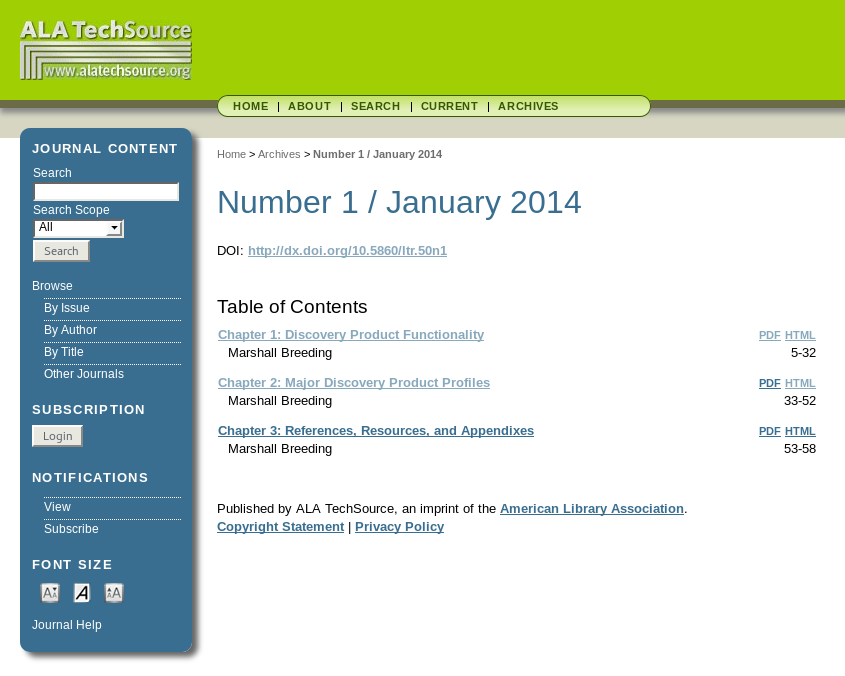 ALA TechSource
www.alatechsource.org
HOME | ABOUT | SEARCH | CURRENT | ARCHIVES
JOURNAL CONTENT
Search
Search Scope
All
Search
Browse
By Issue
By Author
By Title
Other Journals
SUBSCRIPTION
Login
NOTIFICATIONS
View
Subscribe
FONT SIZE
A A A A A
Journal Help
Home > Archives > Number 1 / January 2014
Number 1 / January 2014
DOI: http://dx.doi.org/10.5860/ltr.50n1
Table of Contents
Chapter 1: Discovery Product Functionality PDF HTML
Marshall Breeding 5-32
Chapter 2: Major Discovery Product Profiles PDF HTML
Marshall Breeding 33-52
Chapter 3: References, Resources, and Appendixes PDF HTML
Marshall Breeding 53-58
Published by ALA TechSource, an imprint of the American Library Association.
Copyright Statement | Privacy Policy